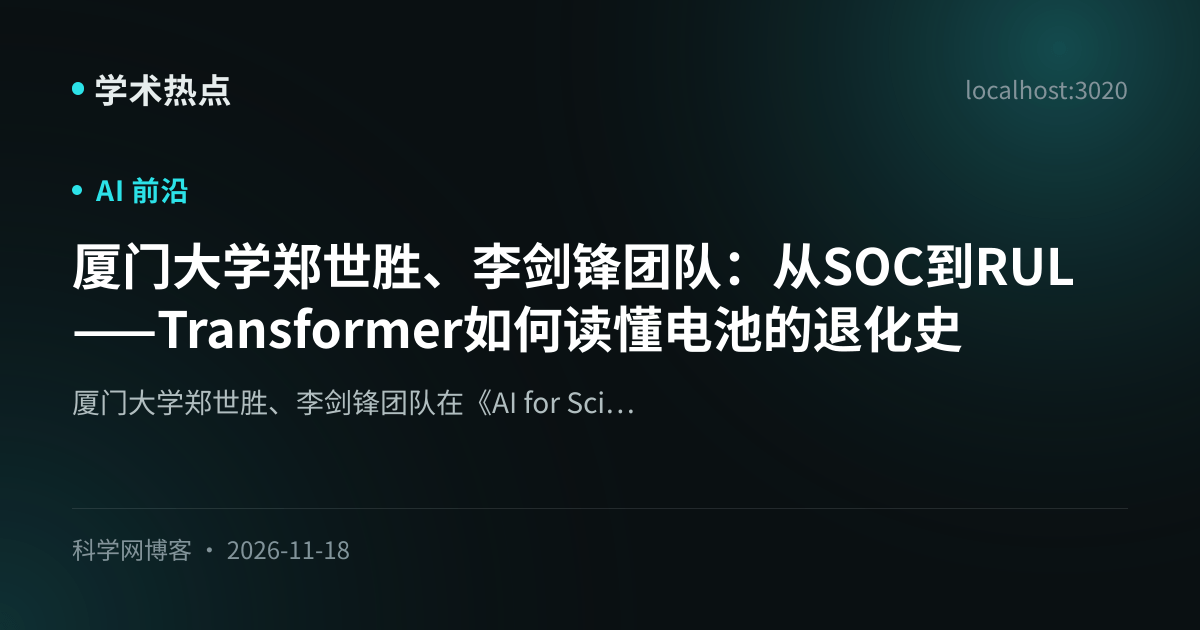 学术热点
localhost:3020
AI 前沿
厦门大学郑世胜、李剑锋团队：从SOC到RUL
——Transformer如何读懂电池的退化史
厦门大学郑世胜、李剑锋团队在《AI for Sci…
科学网博客 · 2026-11-18